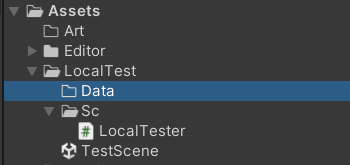 Assets
Art
Editor
LocalTest
Data
Sc
LocalTester
TestScene